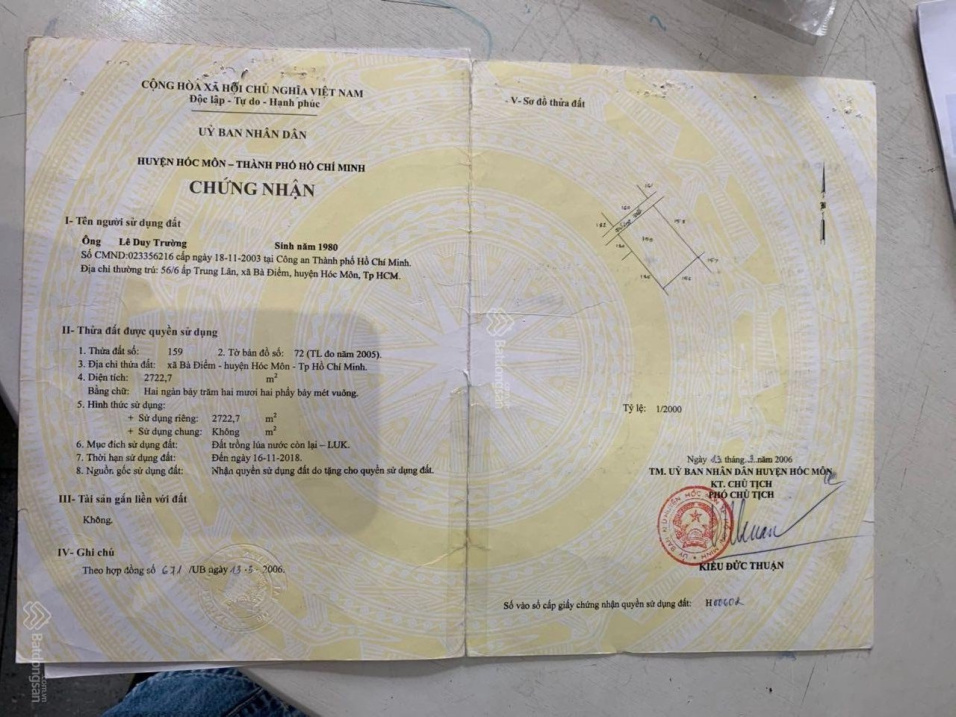 CỘNG HÒA XÃ HỘI CHỦ NGHĨA VIỆT NAM
Độc lập - Tự do - Hạnh phúc
UỶ BAN NHÂN DÂN
HUYỆN HÓC MÔN – THÀNH PHỐ HỒ CHÍ MINH
CHỨNG NHẬN
I- Tên người sử dụng đất
Ông Lê Duy Trường Sinh năm 1980
Số CMND:023356216 cấp ngày 18-11-2003 tại Công an Thành phố Hồ Chí Minh.
Địa chỉ thường trú: 56/6 ấp Trung Lân, xã Bà Điểm, huyện Hóc Môn, Tp HCM.
II- Thửa đất được quyền sử dụng
1. Thửa đất số: 159 2. Tờ bản đồ số: 72 (TL đo năm 2005).
3. Địa chỉ thửa đất: xã Bà Điểm - huyện Hóc Môn - Tp Hồ Chí Minh.
4. Diện tích: 2722,7 m²
Bằng chữ: Hai ngàn bảy trăm hai mươi hai phẩy bảy mét vuông.
5. Hình thức sử dụng:
+ Sử dụng riêng: 2722,7 m²
+ Sử dụng chung: Không m²
6. Mục đích sử dụng đất: Đất trồng lúa nước còn lại – LUK.
7. Thời hạn sử dụng đất: Đến ngày 16-11-2018.
8. Nguồn gốc sử dụng đất: Nhận quyền sử dụng đất do tặng cho quyền sử dụng đất.
III- Tài sản gắn liền với đất
Không.
IV- Ghi chú
Theo hợp đồng số 671 /UB ngày 13-5-2006.
V- Sơ đồ thửa đất
159
158
157
Tỷ lệ: 1/2000
Ngày 13 tháng 2006
TM. UỶ BAN NHÂN DÂN HUYỆN HÓC MÔN
KT. CHỦ TỊCH
PHÓ CHỦ TỊCH
KIỀU ĐỨC THUẬN
Số vào sổ cấp giấy chứng nhận quyền sử dụng đất:
Batdongsan
.com.vn
Batdongsan